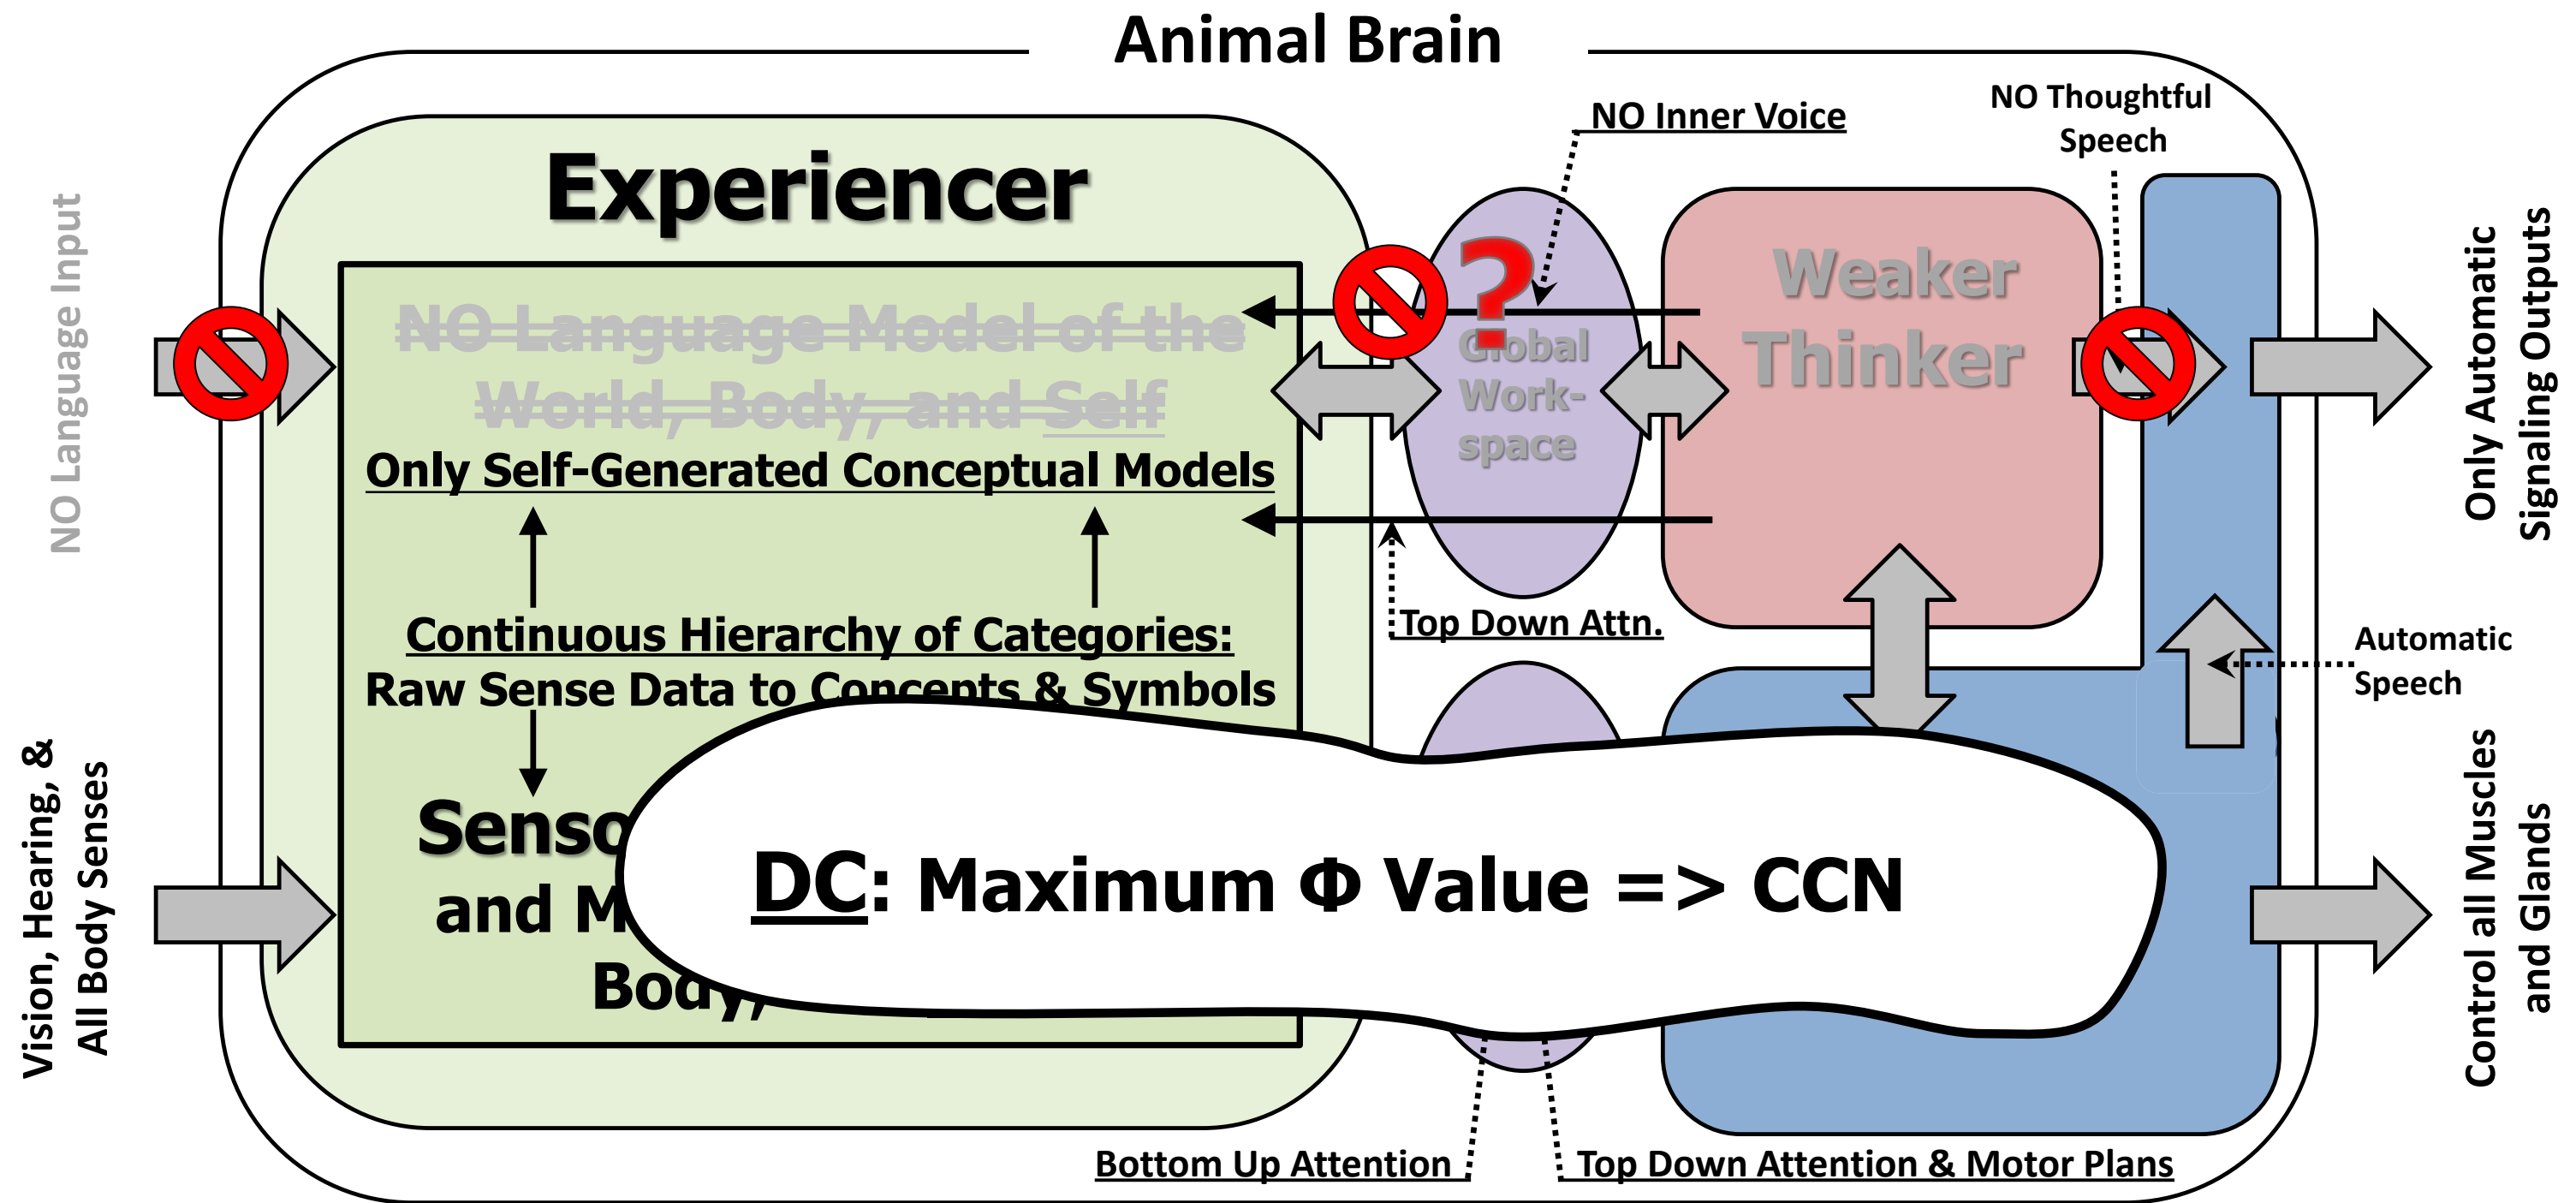 Animal Brain
NO Language Input
Vision, Hearing, &
All Body Senses
Experiencer
NO Language Model of the
World, Body, and Self
Only Self-Generated Conceptual Models
Continuous Hierarchy of Categories:
Raw Sense Data to Concepts & Symbols
Senso
and M
Body,
NO Inner Voice
?
Global
Work-
space
Top Down Attn.
Weaker
Thinker
NO Thoughtful
Speech
Automatic
Speech
DC: Maximum Φ Value => CCN
Bottom Up Attention
Top Down Attention & Motor Plans
Only Automatic
Signaling Outputs
Control all Muscles
and Glands